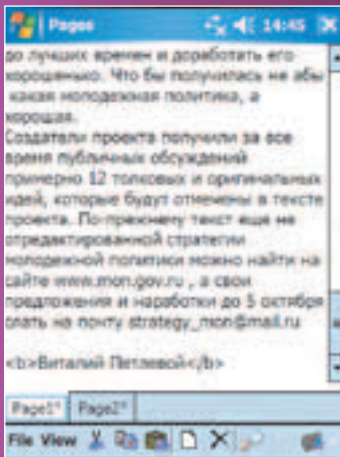 Pages 14:45
до лучших времен и доработать его
хорошенько. Что бы получилась не абы
какая молодежная политика, а
хорошая.
Создатели проекта получили за все
время публичных обсуждений
примерно 12 толковых и оригинальных
идей, которые будут отмечены в тексте
проекта. По-прежнему текст еще не
отредактированной стратегии
молодежной политики можно найти на
сайте www.mon.gov.ru , а свои
предложения и наработки до 5 октября
слать на почту strategy_mon@mail.ru
<b>Виталий Петлевой</b>
Page1* Page2*
File View